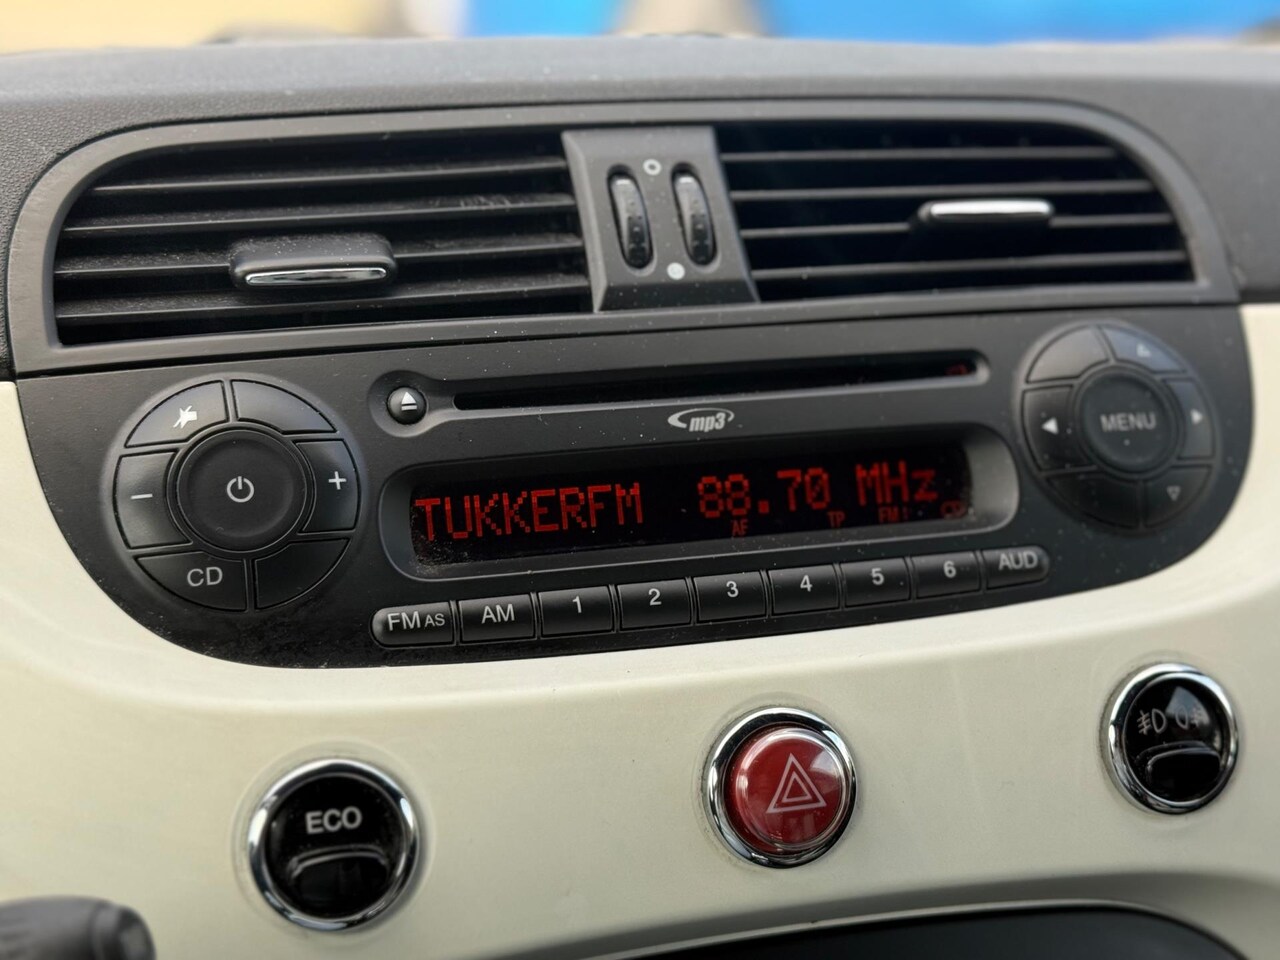 mp3
MENU
TUKKERFM 88.70 MHz
AF TP FM
CD
FM AS AM 1 2 3 4 5 6 AUD
ECO